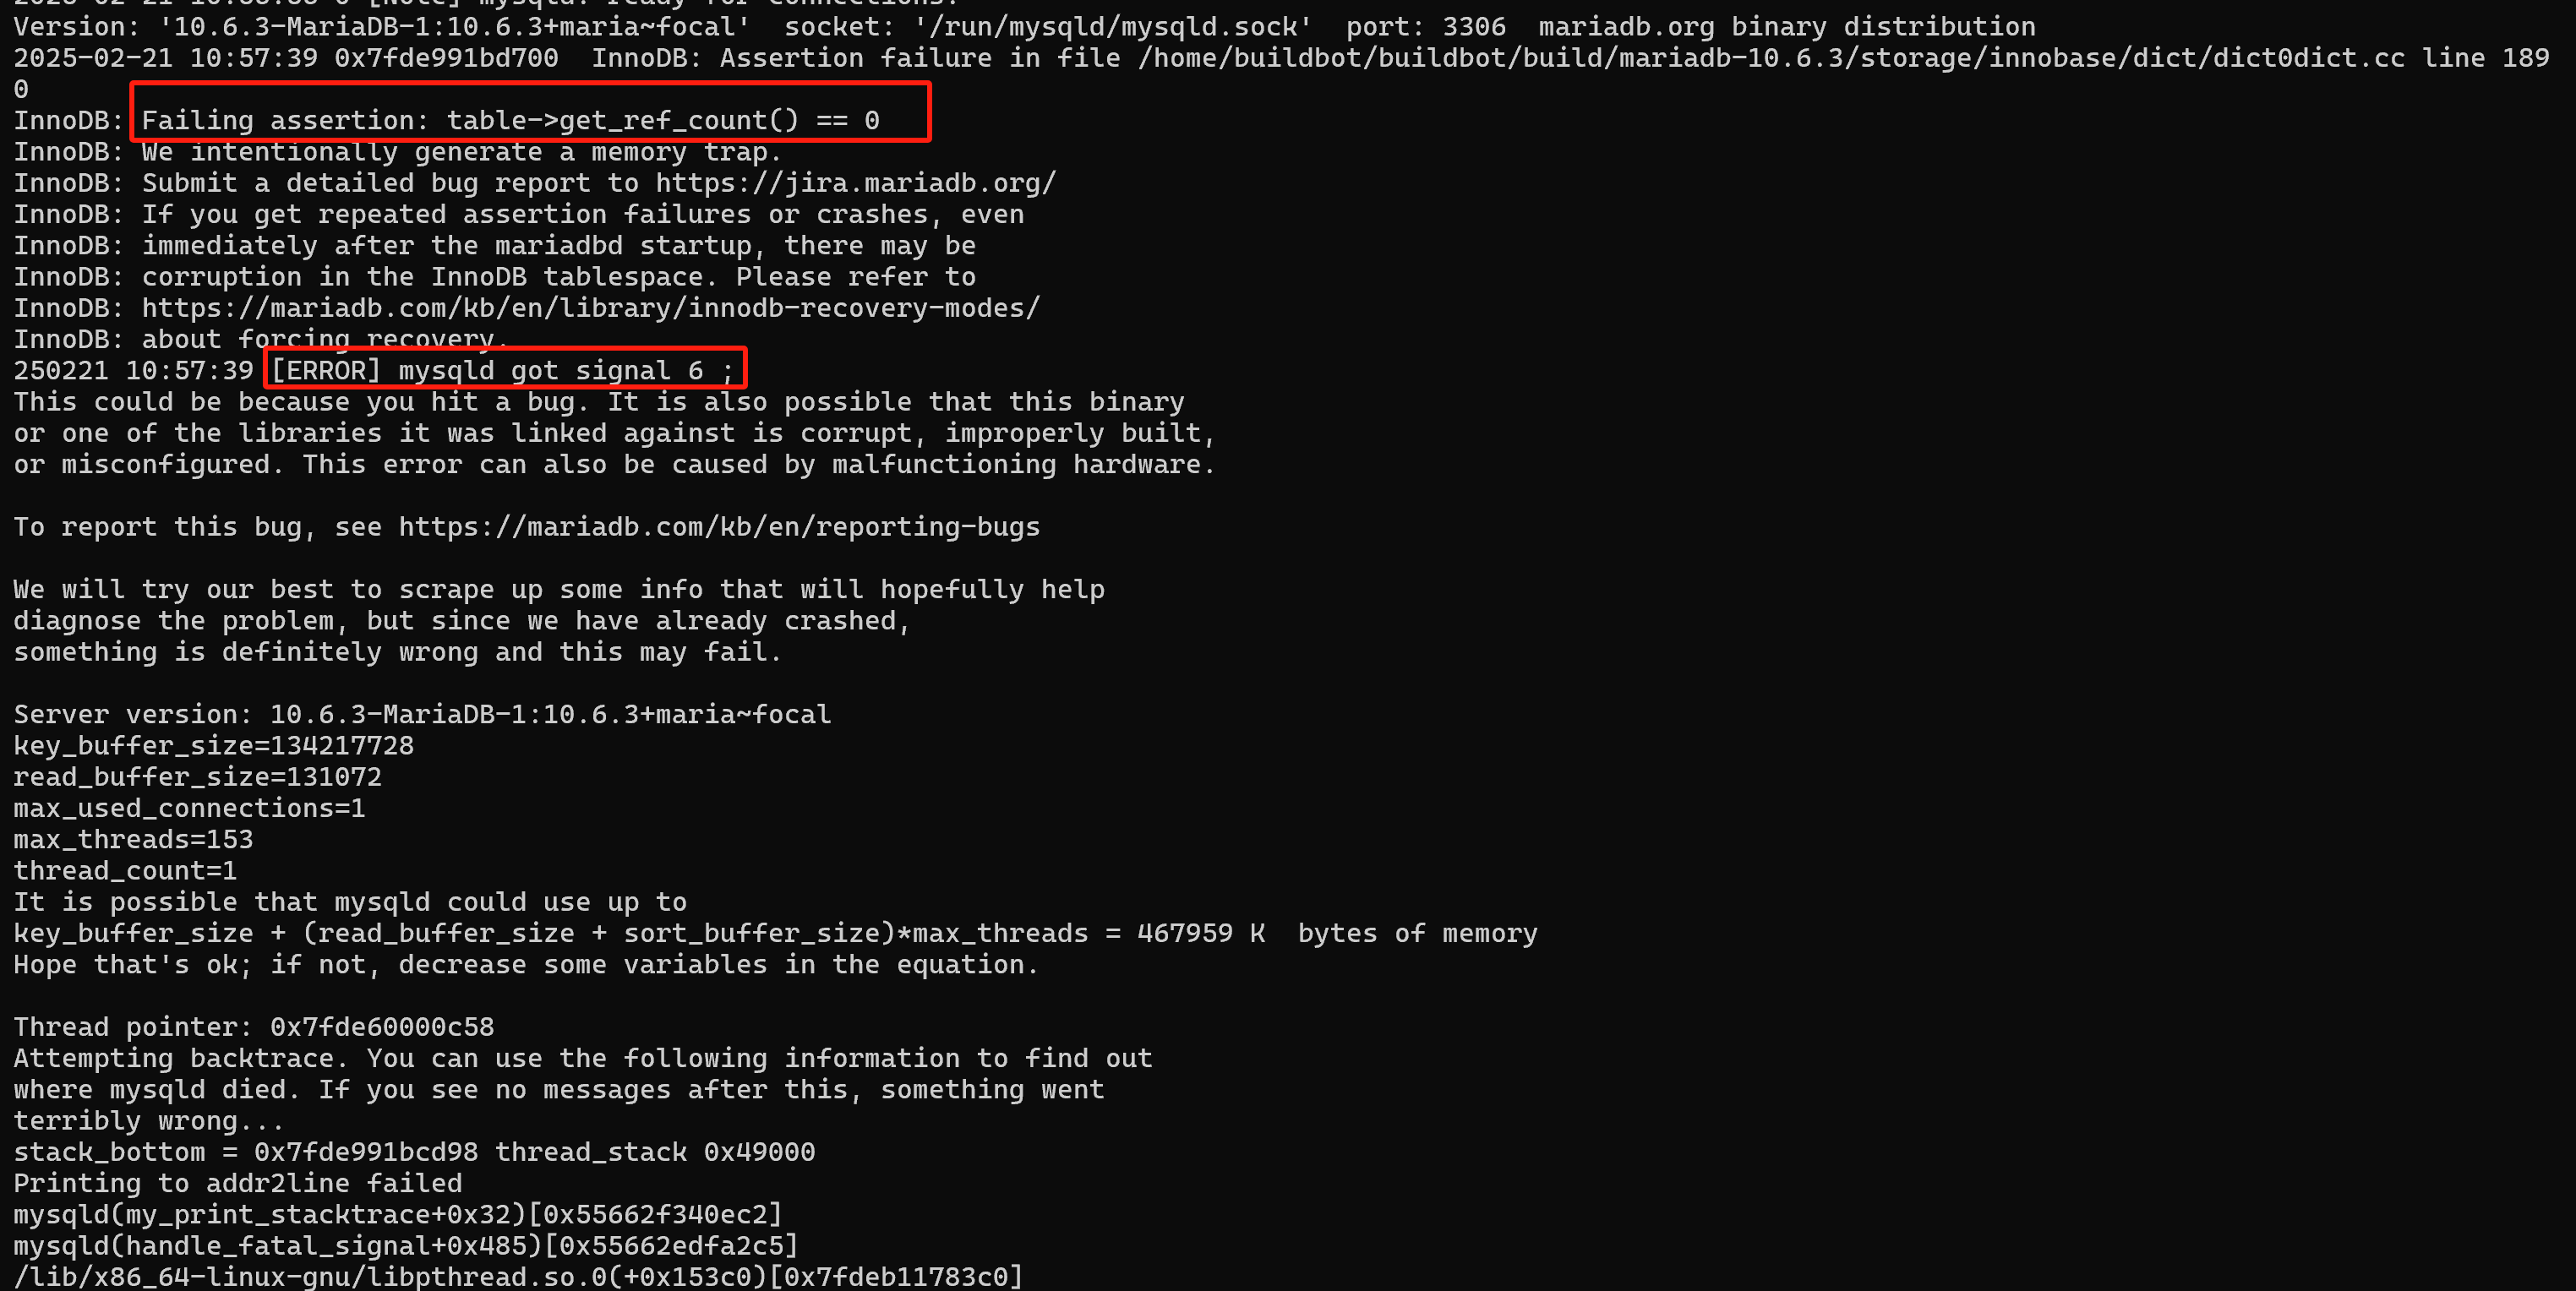 2025-02-21 10:55:55 0 [Note] mysqld: ready for connections.
Version: '10.6.3-MariaDB-1:10.6.3+maria~focal'  socket: '/run/mysqld/mysqld.sock'  port: 3306  mariadb.org binary distribution
2025-02-21 10:57:39 0x7fde991bd700  InnoDB: Assertion failure in file /home/buildbot/buildbot/build/mariadb-10.6.3/storage/innobase/dict/dict0dict.cc line 189
0
InnoDB: Failing assertion: table->get_ref_count() == 0
InnoDB: We intentionally generate a memory trap.
InnoDB: Submit a detailed bug report to https://jira.mariadb.org/
InnoDB: If you get repeated assertion failures or crashes, even
InnoDB: immediately after the mariadbd startup, there may be
InnoDB: corruption in the InnoDB tablespace. Please refer to
InnoDB: https://mariadb.com/kb/en/library/innodb-recovery-modes/
InnoDB: about forcing recovery.
250221 10:57:39 [ERROR] mysqld got signal 6 ;
This could be because you hit a bug. It is also possible that this binary
or one of the libraries it was linked against is corrupt, improperly built,
or misconfigured. This error can also be caused by malfunctioning hardware.
To report this bug, see https://mariadb.com/kb/en/reporting-bugs
We will try our best to scrape up some info that will hopefully help
diagnose the problem, but since we have already crashed,
something is definitely wrong and this may fail.
Server version: 10.6.3-MariaDB-1:10.6.3+maria~focal
key_buffer_size=134217728
read_buffer_size=131072
max_used_connections=1
max_threads=153
thread_count=1
It is possible that mysqld could use up to
key_buffer_size + (read_buffer_size + sort_buffer_size)*max_threads = 467959 K  bytes of memory
Hope that's ok; if not, decrease some variables in the equation.
Thread pointer: 0x7fde60000c58
Attempting backtrace. You can use the following information to find out
where mysqld died. If you see no messages after this, something went
terribly wrong...
stack_bottom = 0x7fde991bcd98 thread_stack 0x49000
Printing to addr2line failed
mysqld(my_print_stacktrace+0x32)[0x55662f340ec2]
mysqld(handle_fatal_signal+0x485)[0x55662edfa2c5]
/lib/x86_64-linux-gnu/libpthread.so.0(+0x153c0)[0x7fdeb11783c0]